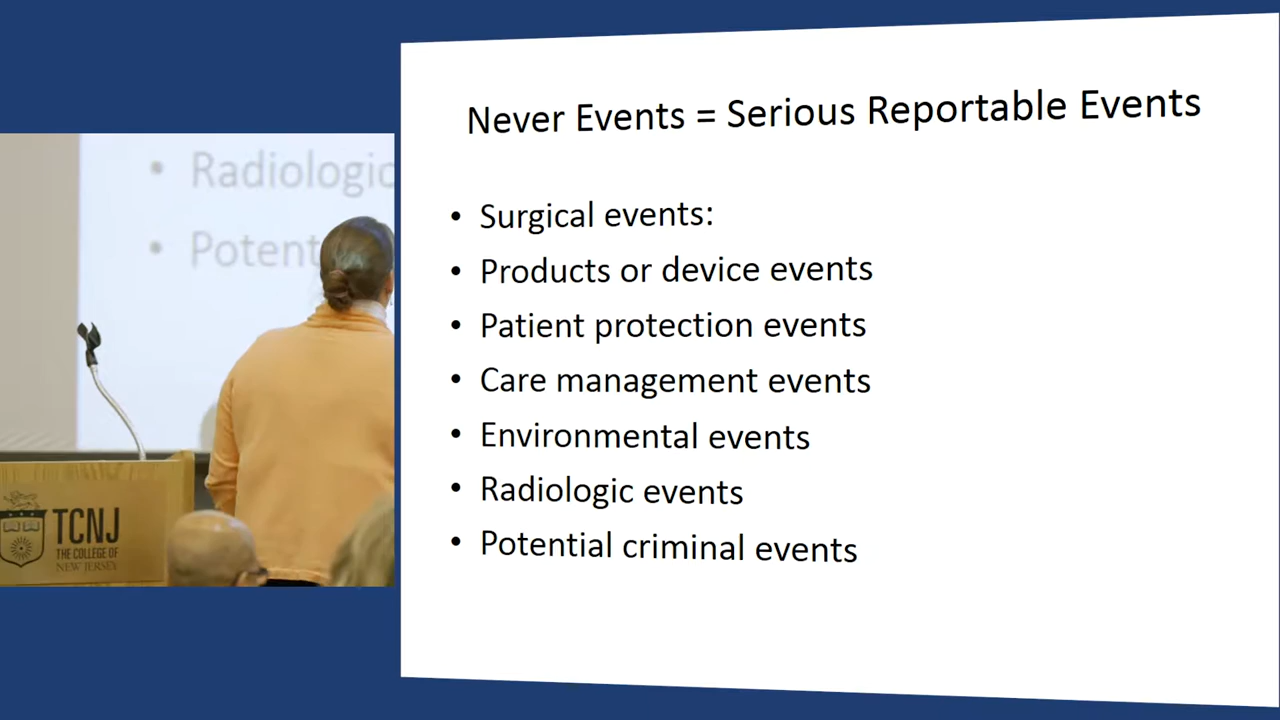 Never Events = Serious Reportable Events
• Surgical events:
• Products or device events
• Patient protection events
• Care management events
• Environmental events
• Radiologic events
• Potential criminal events
• Radiologic
• Potent
TCNJ
THE COLLEGE OF
NEW JERSEY